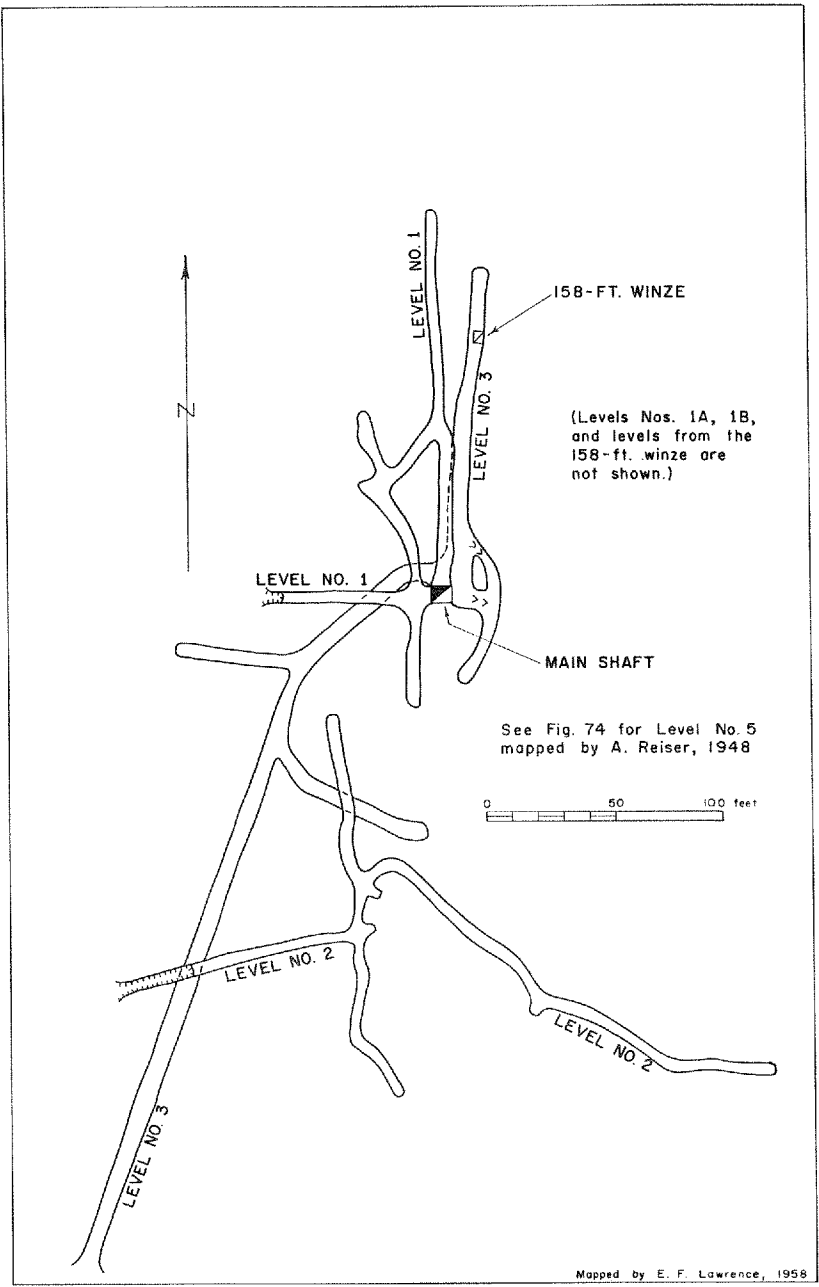 LEVEL NO. 1
158-FT. WINZE
N
LEVEL NO. 3
(Levels Nos. 1A, 1B,
and levels from the
158-ft. winze are
not shown.)
LEVEL NO. 1
MAIN SHAFT
See Fig. 74 for Level No. 5
mapped by A. Reiser, 1948
0 50 100 feet
LEVEL NO. 2
LEVEL NO. 2
LEVEL NO. 3
Mapped by E. F. Lawrence, 1958